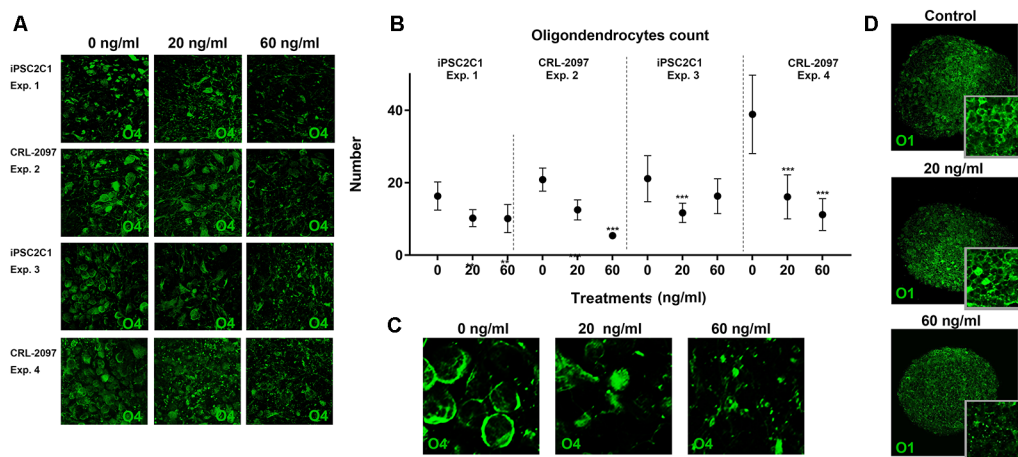 A
0 ng/ml 20 ng/ml 60 ng/ml
iPSC2C1
Exp. 1
O4 O4 O4
CRL-2097
Exp. 2
O4 O4 O4
iPSC2C1
Exp. 3
O4 O4 O4
CRL-2097
Exp. 4
O4 O4 O4
B
Oligondendrocytes count
iPSC2C1 CRL-2097 iPSC2C1 CRL-2097
Exp. 1 Exp. 2 Exp. 3 Exp. 4
Number
40
20
0
*** *** *** ***
** ** ***
0 20 60 0 20 60 0 20 60 0 20 60
Treatments (ng/ml)
C
0 ng/ml 20 ng/ml 60 ng/ml
O4 O4 O4
D
Control
O1
20 ng/ml
O1
60 ng/ml
O1